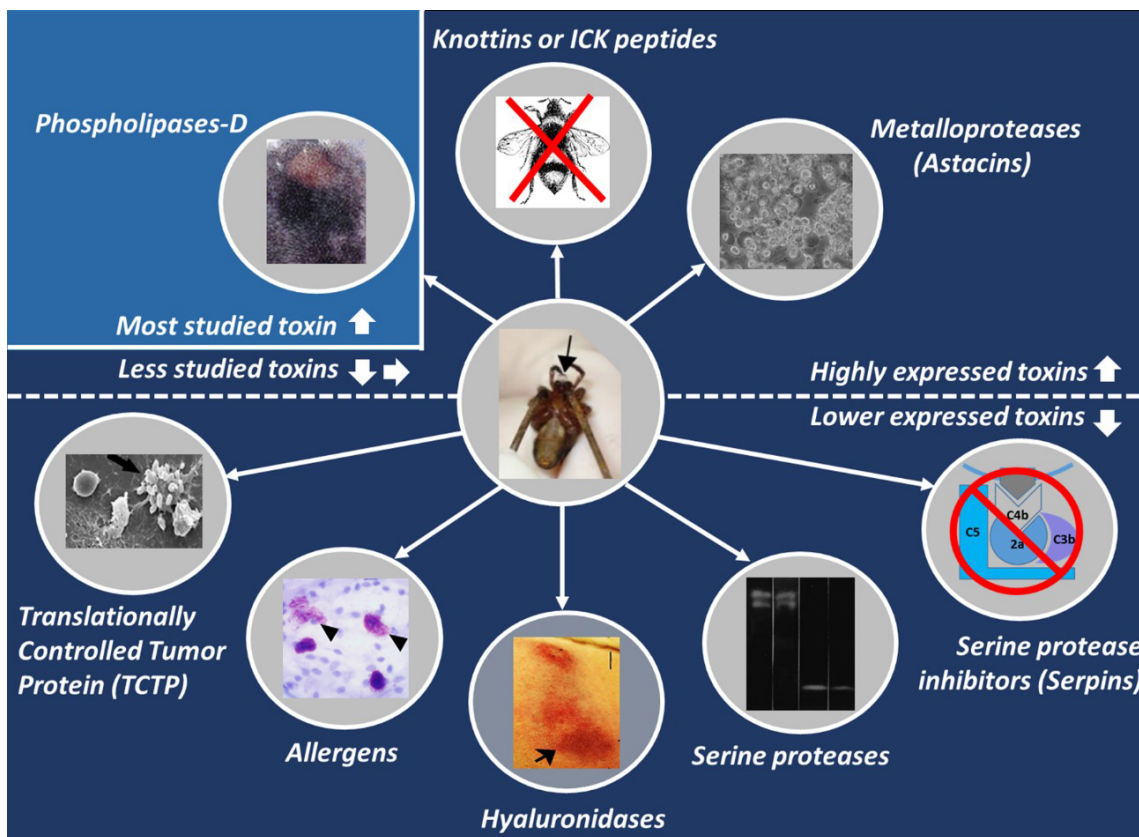 Knottins or ICK peptides
Phospholipases-D
Metalloproteases
(Astacins)
Most studied toxin
Less studied toxins
Highly expressed toxins
Lower expressed toxins
C4b
C5
2a
C3b
Translationally
Controlled Tumor
Protein (TCTP)
Serine protease
inhibitors (Serpins)
Allergens
Serine proteases
Hyaluronidases